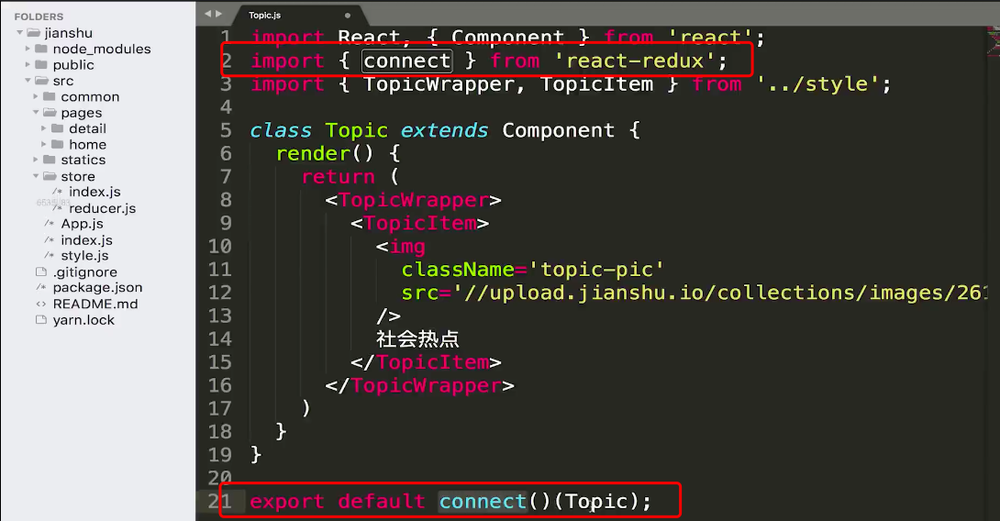 FOLDERS
jianshu
node_modules
public
src
common
pages
detail
home
statics
store
index.js
reducer.js
App.js
index.js
style.js
.gitignore
package.json
README.md
yarn.lock
Topic.js
1 import React, { Component } from 'react';
2 import { connect } from 'react-redux';
3 import { TopicWrapper, TopicItem } from '../style';
4
5 class Topic extends Component {
6 render() {
7 return (
8 <TopicWrapper>
9 <TopicItem>
10 <img
11 className='topic-pic'
12 src='//upload.jianshu.io/collections/images/261
13 />
14 社会热点
15 </TopicItem>
16 </TopicWrapper>
17 )
18 }
19 }
20
21 export default connect()(Topic);